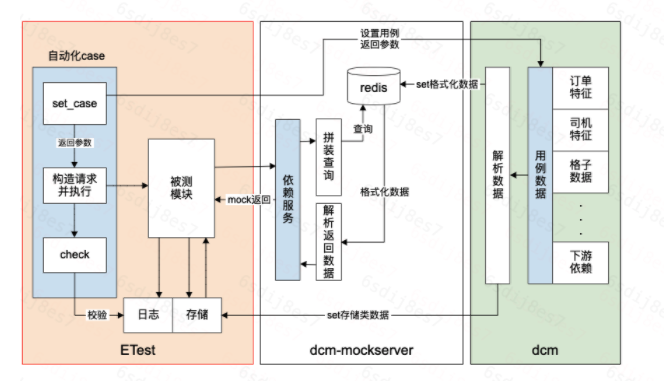 自动化case
set_case
返回参数
构造请求
并执行
check
校验
被测
模块
日志
存储
ETest
设置用例
返回参数
redis
查询
拼
装
查
询
依
赖
服
务
mock返回
格式化数据
解
析
返
回
数
据
set格式化数据
set存储类数据
dcm-mockserver
解
析
数
据
用
例
数
据
订单
特征
司机
特征
格子
数据
.
.
.
下游
依赖
dcm
6sdij8es7